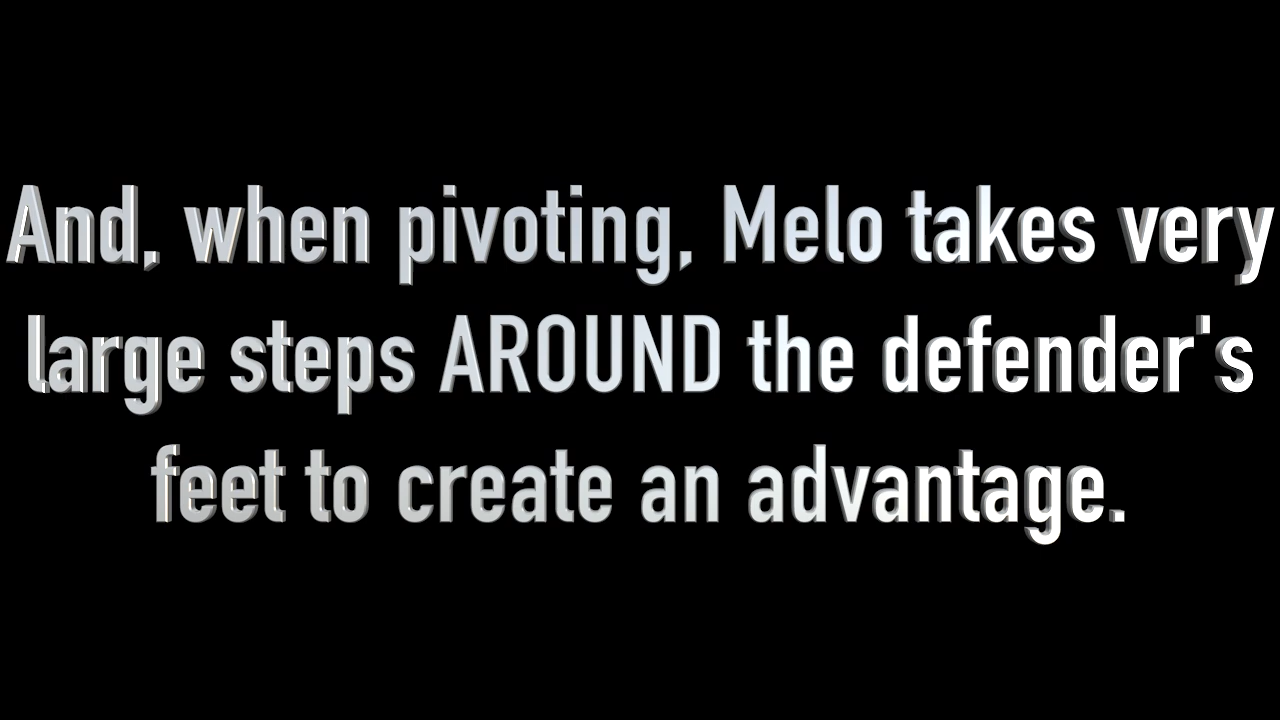 And, when pivoting, Melo takes very
large steps AROUND the defender's
feet to create an advantage.